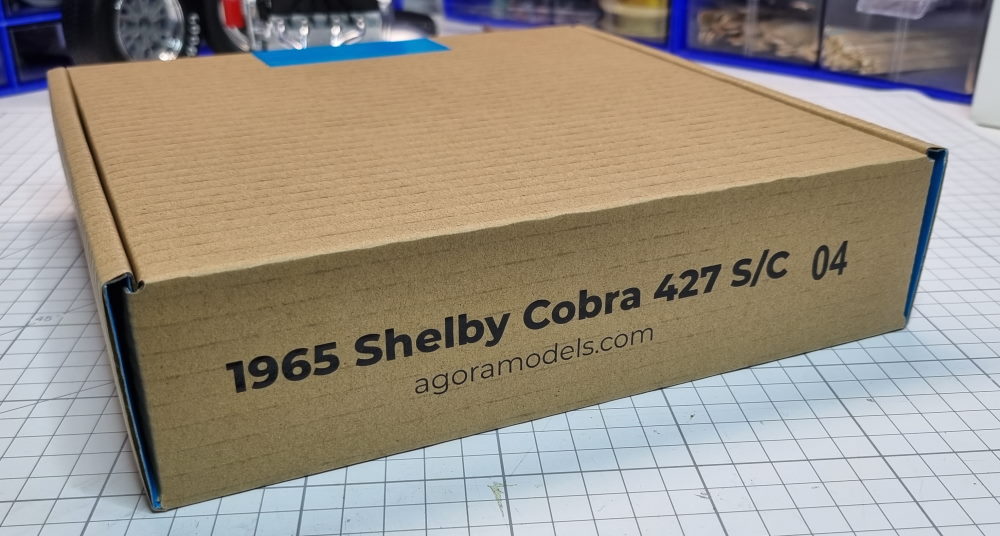 1965 Shelby Cobra 427 S/C 04
agoramodels.com